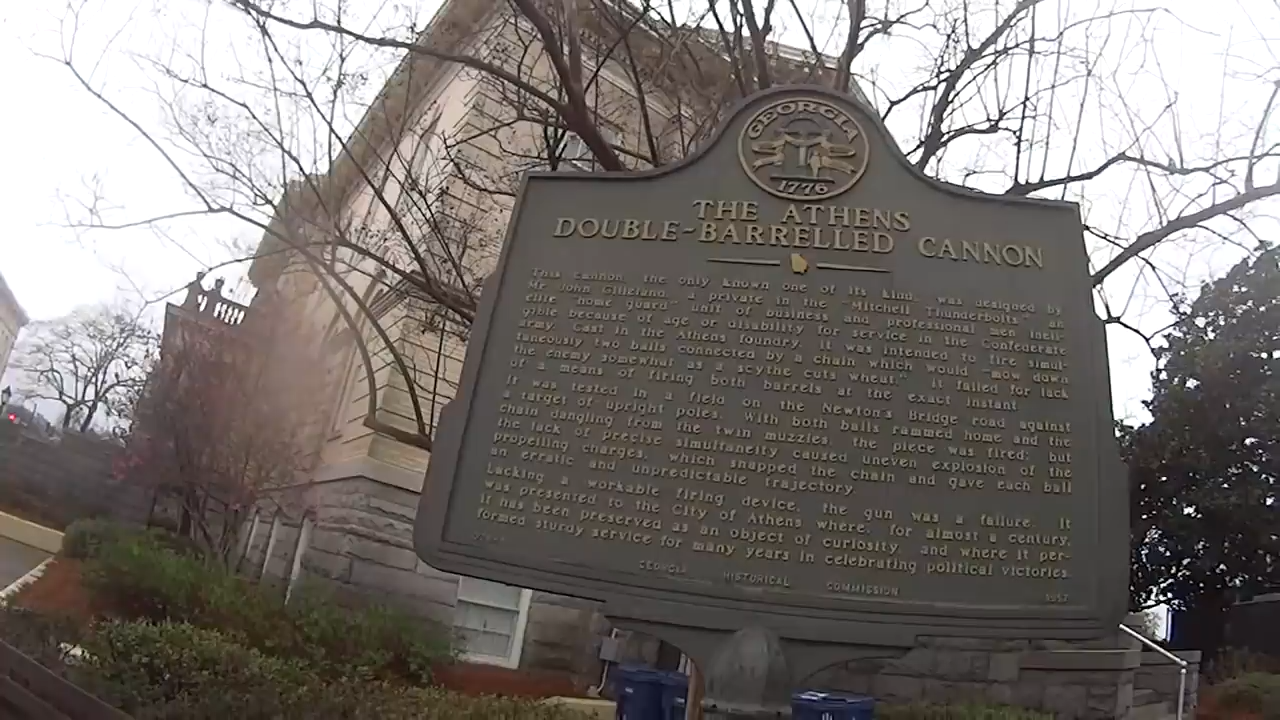 GEORGIA
1776
THE ATHENS
DOUBLE-BARRELLED CANNON
This cannon, the only known one of its kind, was designed by
Mr. John Gilleland, a private in the "Mitchell Thunderbolts," an
elite "home guard" unit of business and professional men ineli-
gible because of age or disability for service in the Confederate
army. Cast in the Athens foundry, it was intended to fire simul-
taneously two balls connected by a chain which would "mow down
the enemy somewhat as a scythe cuts wheat." It failed for lack
of a means of firing both barrels at the exact instant.
It was tested in a field on the Newton's Bridge road against
a target of upright poles. With both balls rammed home and the
chain dangling from the twin muzzles, the piece was fired; but
the lack of precise simultaneity caused uneven explosion of the
propelling charges, which snapped the chain and gave each ball
an erratic and unpredictable trajectory.
Lacking a workable firing device, the gun was a failure. It
was presented to the City of Athens where, for almost a century,
it has been preserved as an object of curiosity, and where it per-
formed sturdy service for many years in celebrating political victories.
GEORGIA HISTORICAL COMMISSION 1957